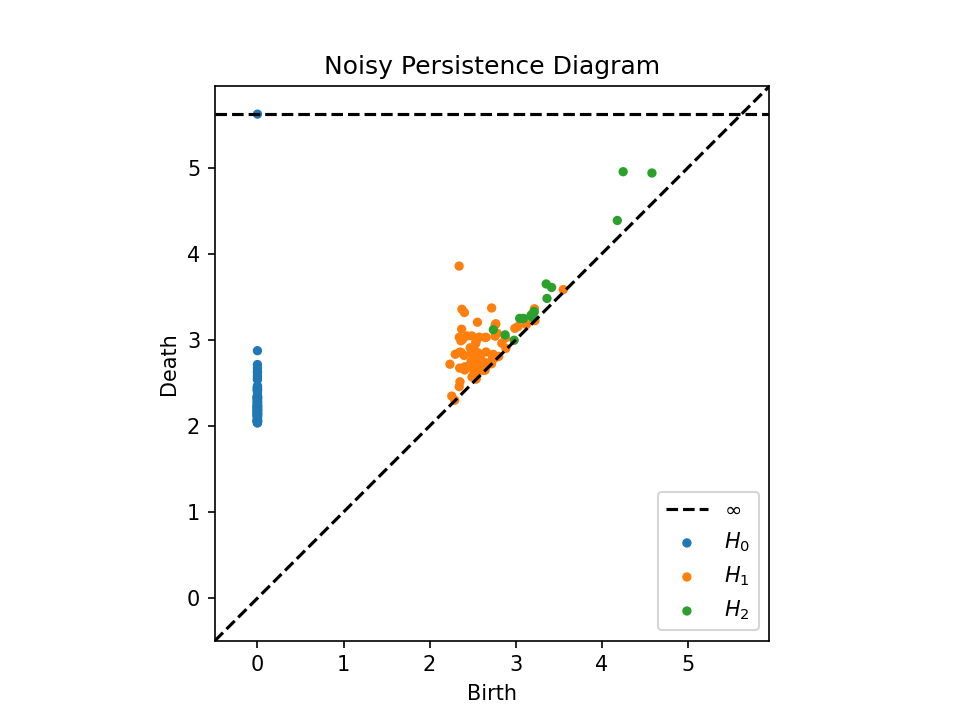 Noisy Persistence Diagram
Death
5
4
3
2
1
0
0 1 2 3 4 5
Birth
∞
H₀
H₁
H₂